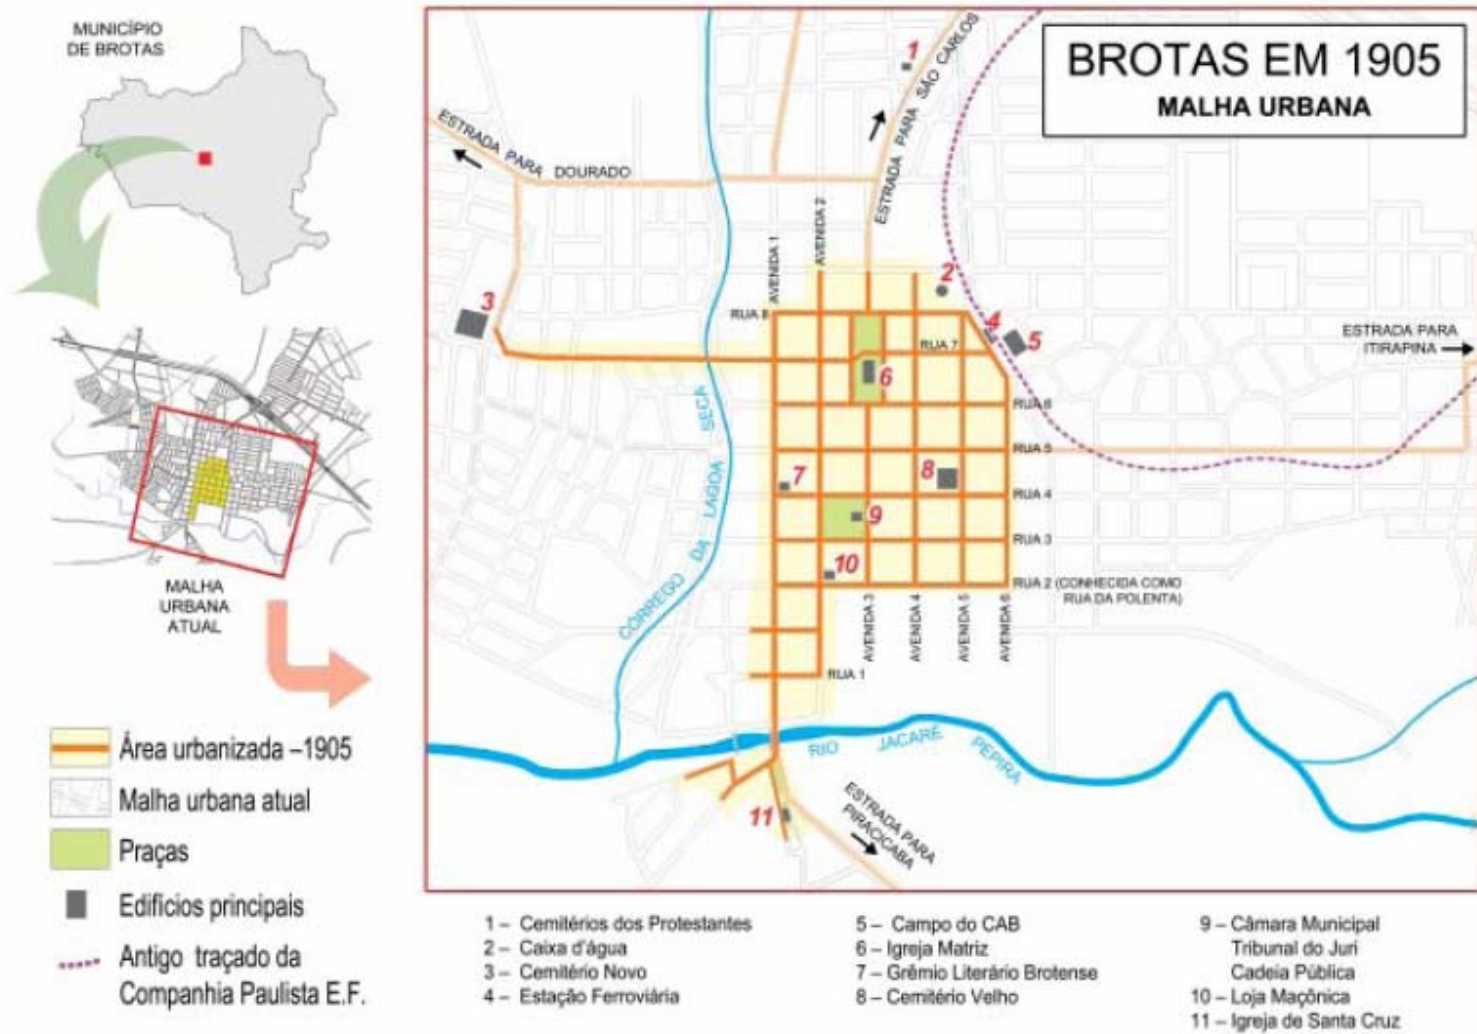 MUNICÍPIO
DE BROTAS
MALHA
URBANA
ATUAL
Área urbanizada –1905
Malha urbana atual
Praças
Edifícios principais
Antigo traçado da
Companhia Paulista E.F.
BROTAS EM 1905
MALHA URBANA
ESTRADA PARA DOURADO
ESTRADA PARA SÃO CARLOS
1
AVENIDA 1
AVENIDA 2
2
3
RUA 8
4
5
RUA 7
ESTRADA PARA
ITIRAPINA
6
RUA 6
RUA 5
7
8
RUA 4
9
RUA 3
10
RUA 2 (CONHECIDA COMO
RUA DA POLENTA)
AVENIDA 3
AVENIDA 4
AVENIDA 5
AVENIDA 6
RUA 1
CÓRREGO DA LAGOA SECA
RIO JACARÉ PEPIRA
11
ESTRADA PARA
PIRACICABA
1 – Cemitérios dos Protestantes
2 – Caixa d'água
3 – Cemitério Novo
4 – Estação Ferroviária
5 – Campo do CAB
6 – Igreja Matriz
7 – Grêmio Literário Brotense
8 – Cemitério Velho
9 – Câmara Municipal
Tribunal do Juri
Cadeia Pública
10 – Loja Maçônica
11 – Igreja de Santa Cruz